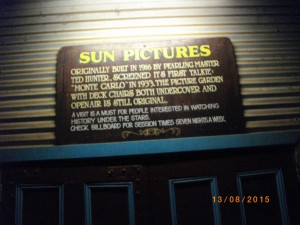 SUN PICTURES
ORIGINALLY BUILT IN 1916 BY PEARLING MASTER
TED HUNTER, SCREENED ITS FIRST TALKIE,
"MONTE CARLO" IN 1933. THE PICTURE GARDEN
WITH DECK CHAIRS BOTH UNDERCOVER AND
OPENAIR IS STILL ORIGINAL.
A VISIT IS A MUST FOR PEOPLE INTERESTED IN WATCHING
HISTORY UNDER THE STARS.
CHECK BILLBOARD FOR SESSION TIMES SEVEN NIGHTS A WEEK.
13/08/2015